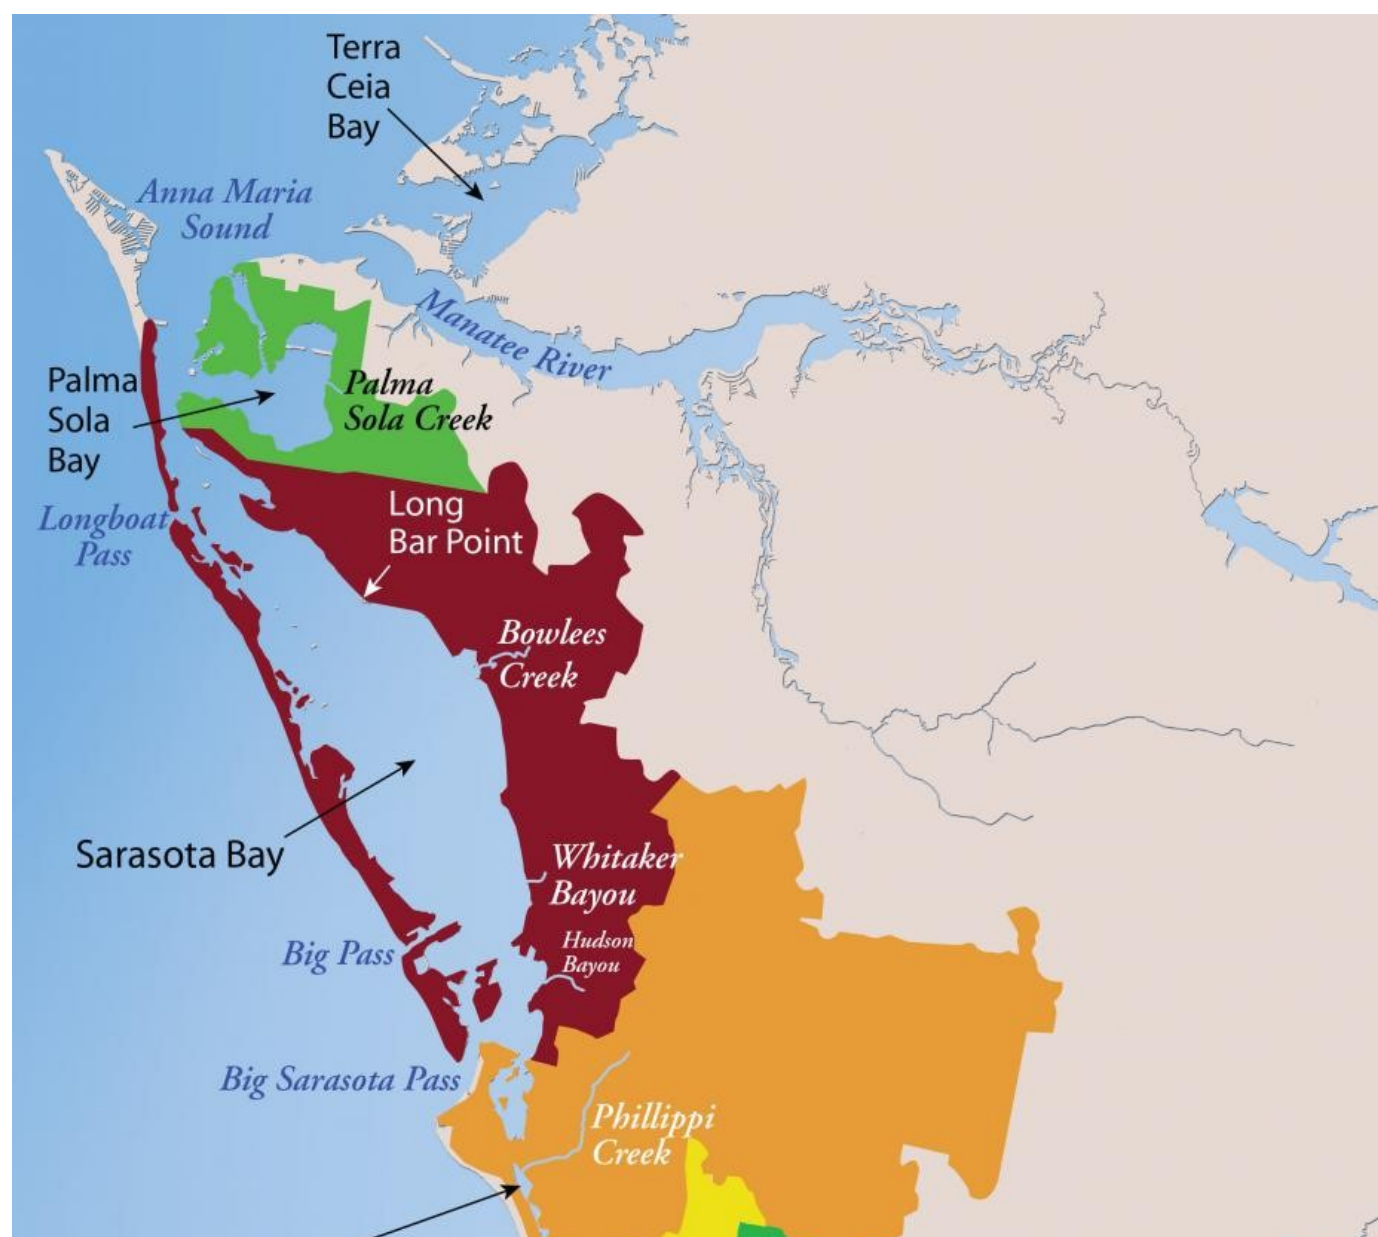 Terra
Ceia
Bay
Anna Maria
Sound
Manatee River
Palma
Sola
Bay
Palma
Sola Creek
Long
Bar Point
Longboat
Pass
Bowlees
Creek
Sarasota Bay
Whitaker
Bayou
Hudson
Bayou
Big Pass
Big Sarasota Pass
Phillippi
Creek